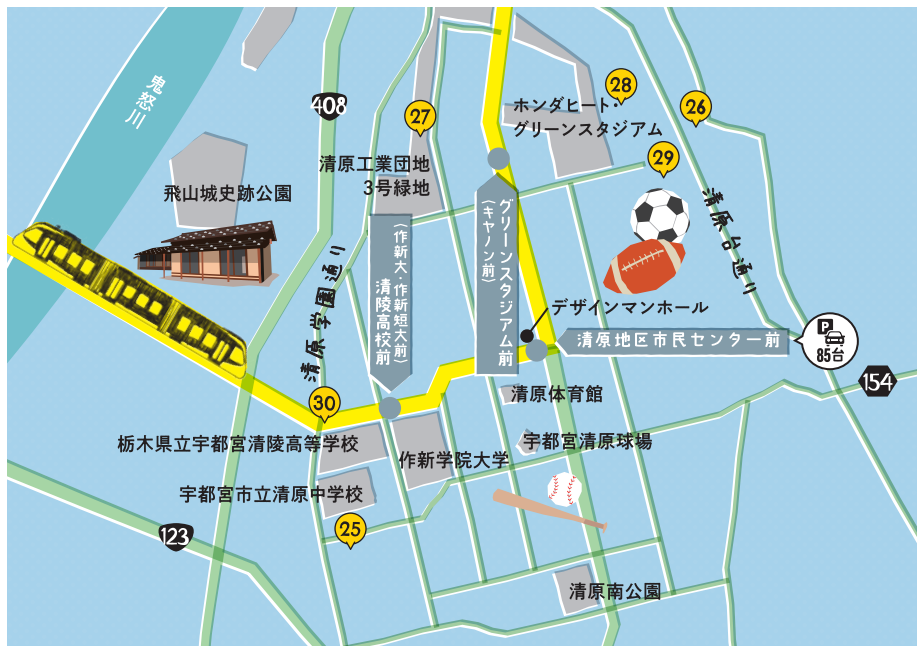 鬼怒川
408
27
28
26
ホンダヒート・
グリーンスタジアム
29
清原工業団地
3号緑地
飛山城史跡公園
清原台通り
清原学園通り
清陵高校前
(作新大・作新短大前)
グリーンスタジアム前
(キヤノン前)
デザインマンホール
清原地区市民センター前
P
85台
154
30
清原体育館
栃木県立宇都宮清陵高等学校
作新学院大学
宇都宮清原球場
宇都宮市立清原中学校
25
123
清原南公園